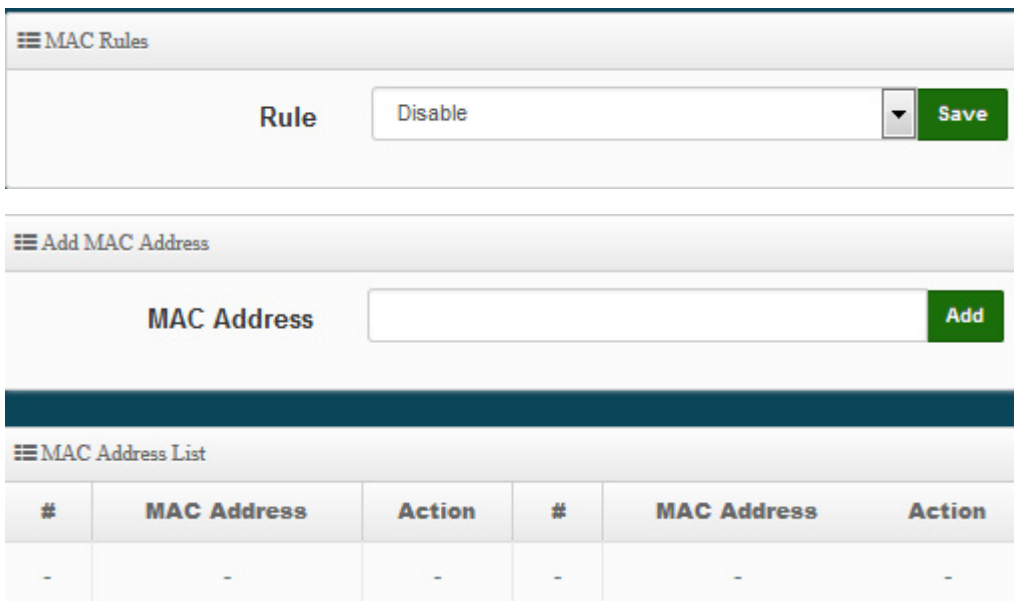 MAC Rules
Rule Disable Save
Add MAC Address
MAC Address Add
MAC Address List
# MAC Address Action # MAC Address Action
- - - - - -